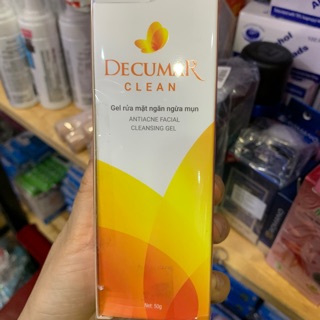 DECUMAR
CLEAN
Gel rửa mặt ngăn ngừa mụn
ANTIACNE FACIAL
CLEANSING GEL